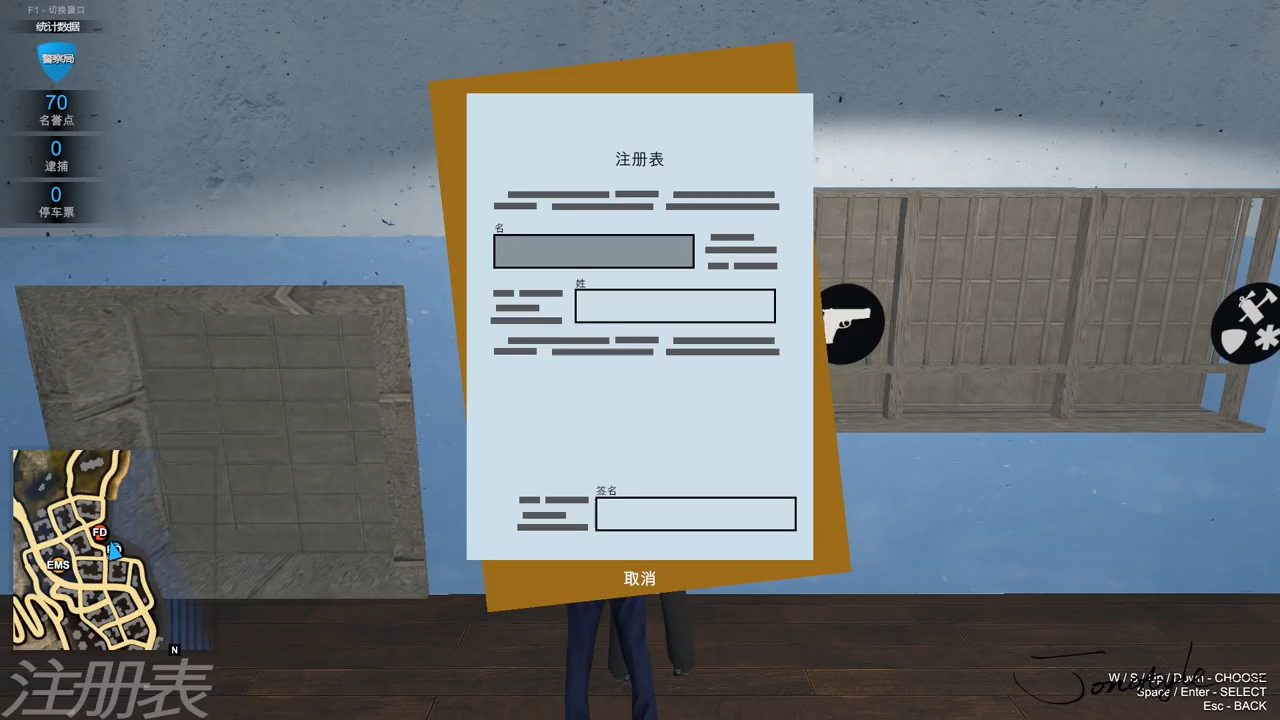 F1 - 切换窗口
统计数据
警察局
70
名誉点
0
逮捕
0
停车票
注册表
名
姓
签名
取消
FD
EMS
N
注册表
W / S / Up / Down - CHOOSE
Space / Enter - SELECT
Esc - BACK